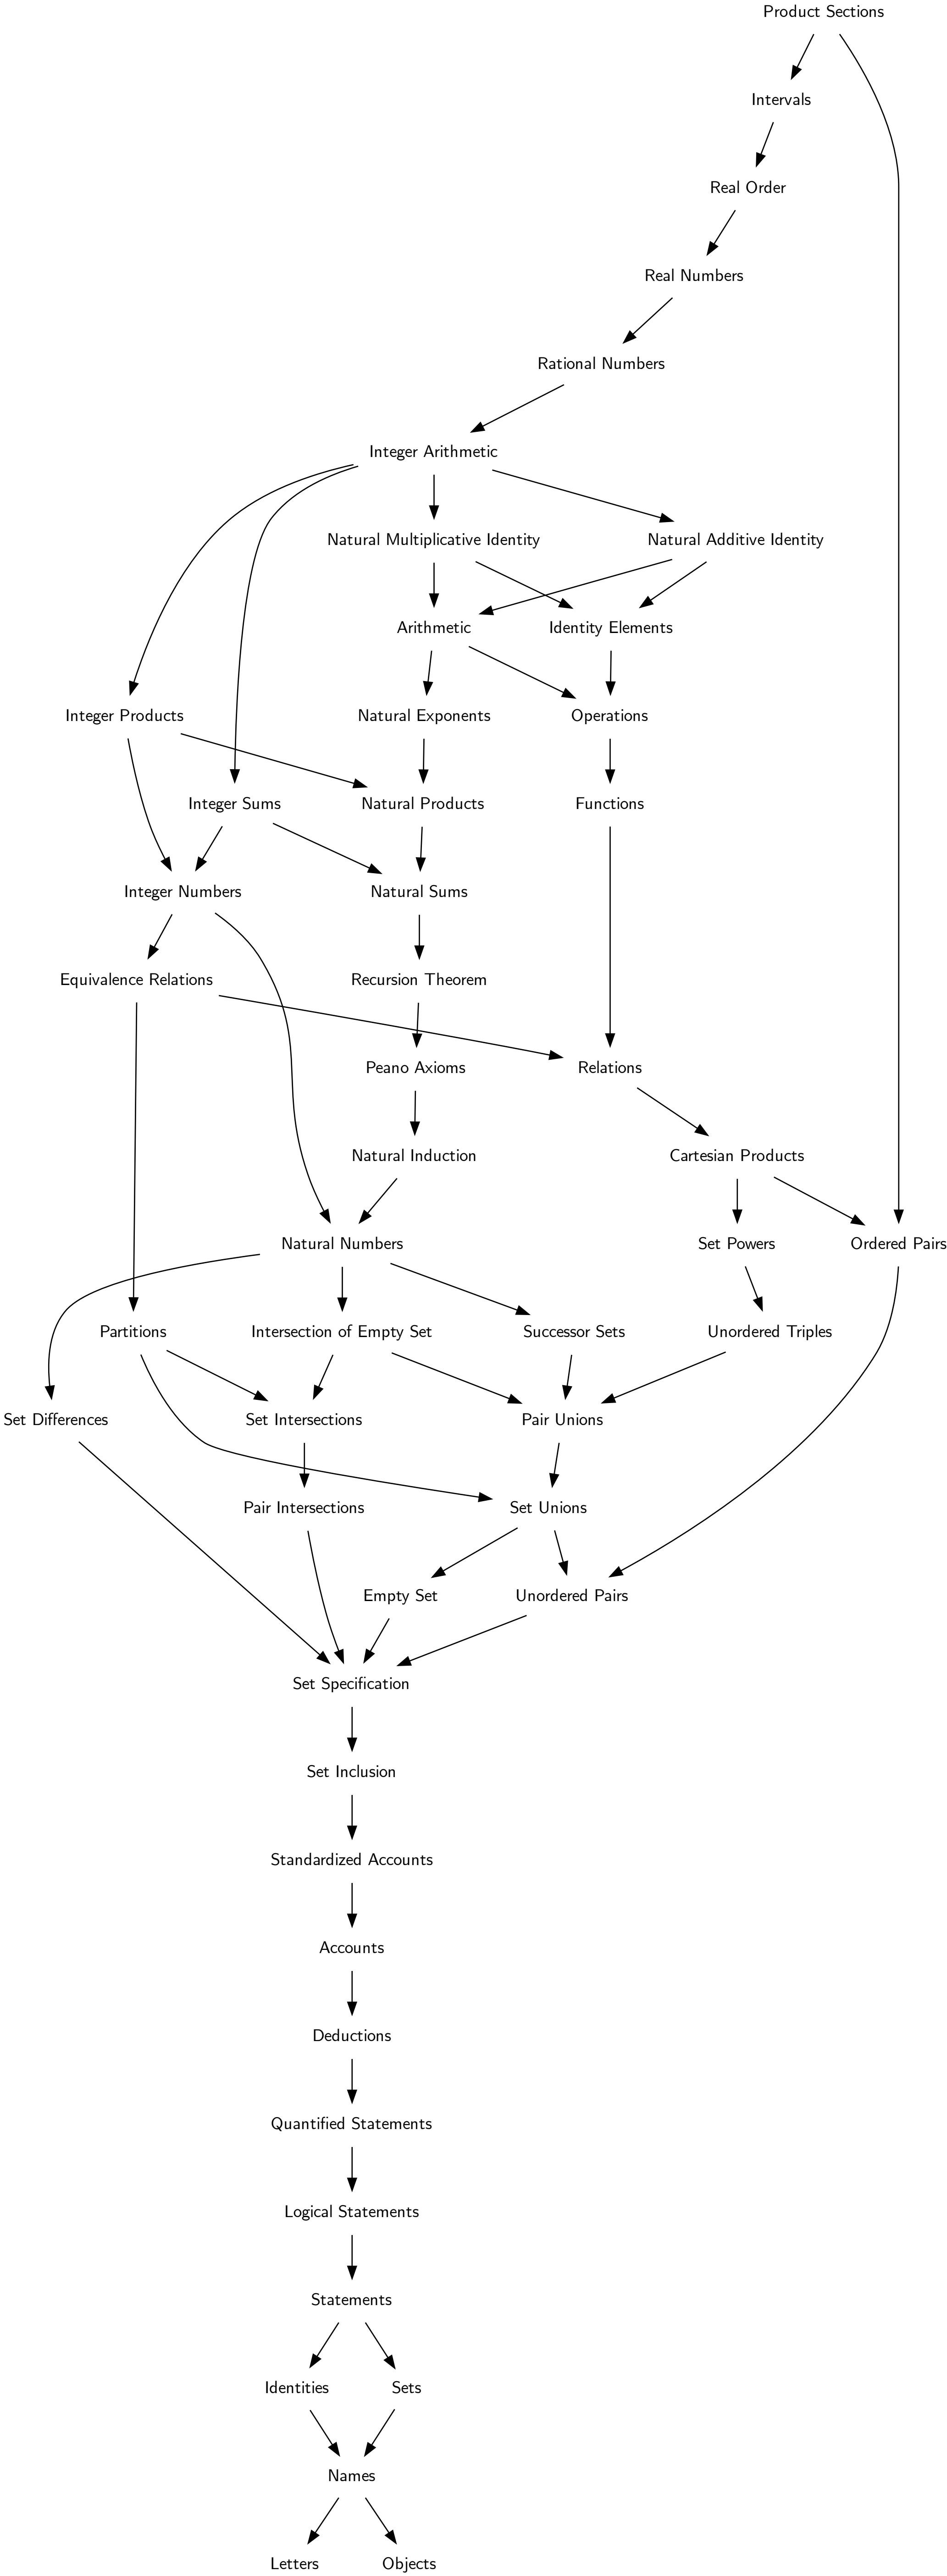 Product Sections
Intervals
Real Order
Real Numbers
Rational Numbers
Integer Arithmetic
Natural Multiplicative Identity
Natural Additive Identity
Arithmetic
Identity Elements
Integer Products
Natural Exponents
Operations
Integer Sums
Natural Products
Functions
Integer Numbers
Natural Sums
Equivalence Relations
Recursion Theorem
Peano Axioms
Relations
Natural Induction
Cartesian Products
Natural Numbers
Set Powers
Ordered Pairs
Partitions
Intersection of Empty Set
Successor Sets
Unordered Triples
Set Differences
Set Intersections
Pair Unions
Pair Intersections
Set Unions
Empty Set
Unordered Pairs
Set Specification
Set Inclusion
Standardized Accounts
Accounts
Deductions
Quantified Statements
Logical Statements
Statements
Identities
Sets
Names
Letters
Objects